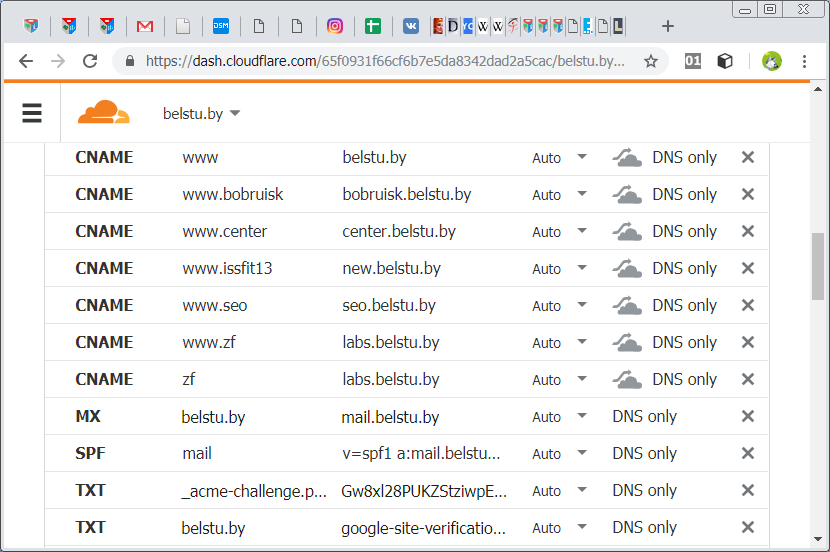 DSM
01
https://dash.cloudflare.com/65f0931f66cf6b7e5da8342dad2a5cac/belstu.by...
belstu.by
CNAME www belstu.by Auto DNS only
CNAME www.bobruisk bobruisk.belstu.by Auto DNS only
CNAME www.center center.belstu.by Auto DNS only
CNAME www.issfit13 new.belstu.by Auto DNS only
CNAME www.seo seo.belstu.by Auto DNS only
CNAME www.zf labs.belstu.by Auto DNS only
CNAME zf labs.belstu.by Auto DNS only
MX belstu.by mail.belstu.by Auto DNS only
SPF mail v=spf1 a:mail.belstu... Auto DNS only
TXT _acme-challenge.p... Gw8xl28PUKZStziwpE... Auto DNS only
TXT belstu.by google-site-verificatio... Auto DNS only